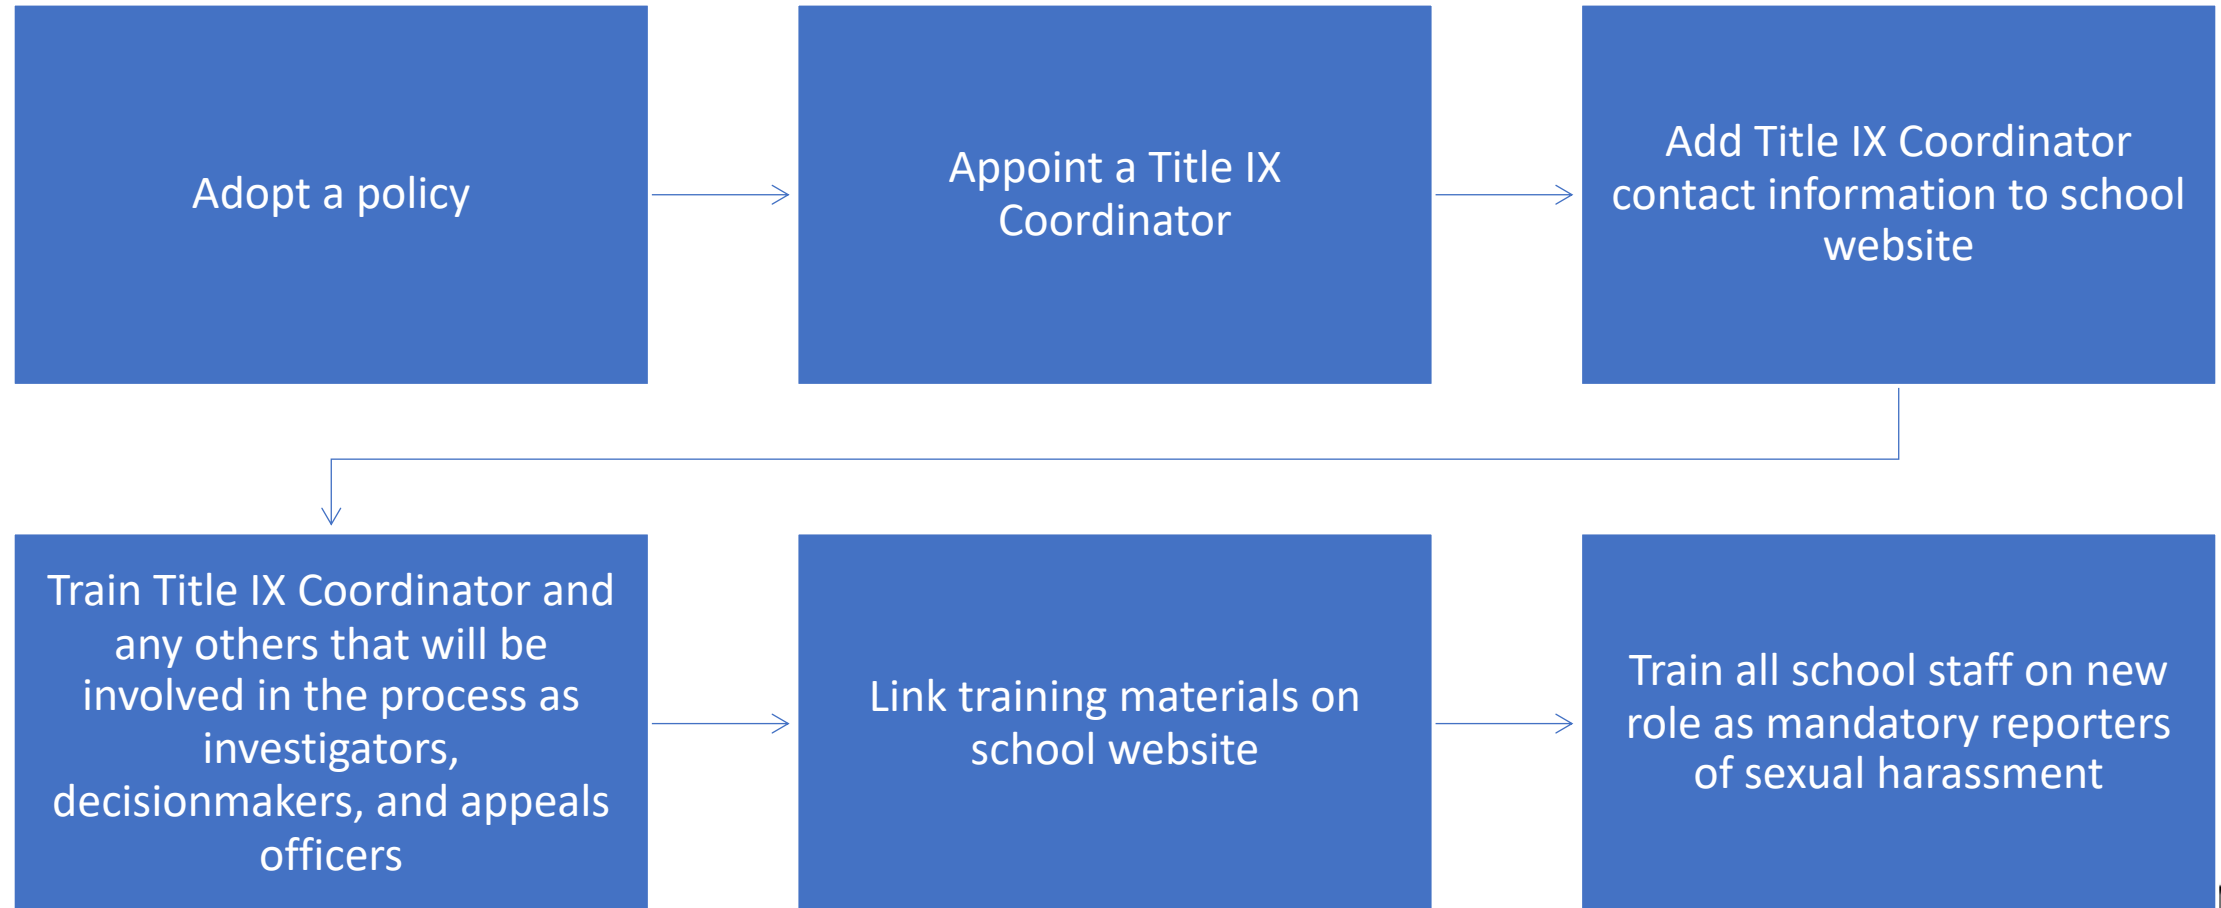 Adopt a policy
Appoint a Title IX
Coordinator
Add Title IX Coordinator
contact information to school
website
Train Title IX Coordinator and
any others that will be
involved in the process as
investigators,
decisionmakers, and appeals
officers
Link training materials on
school website
Train all school staff on new
role as mandatory reporters
of sexual harassment